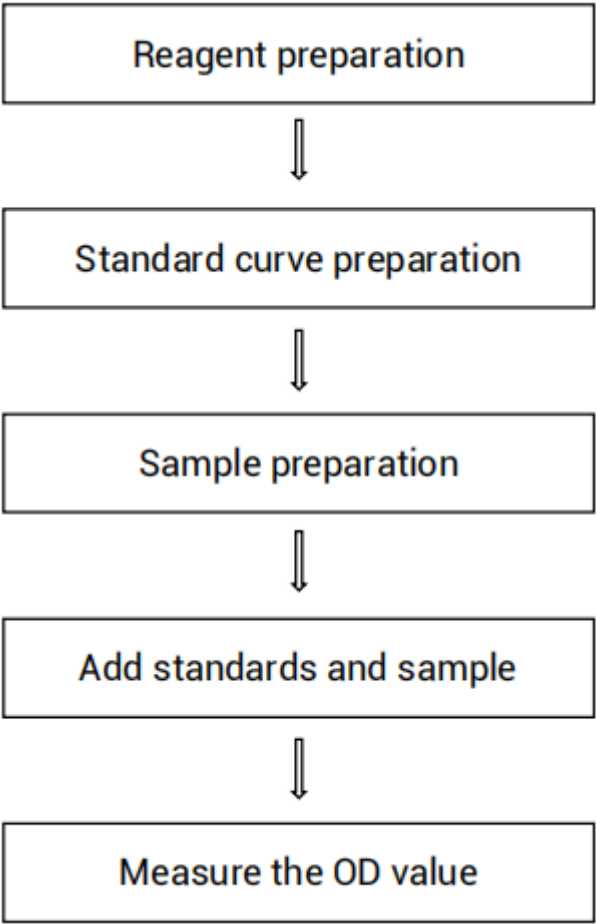 Reagent preparation
Standard curve preparation
Sample preparation
Add standards and sample
Measure the OD value